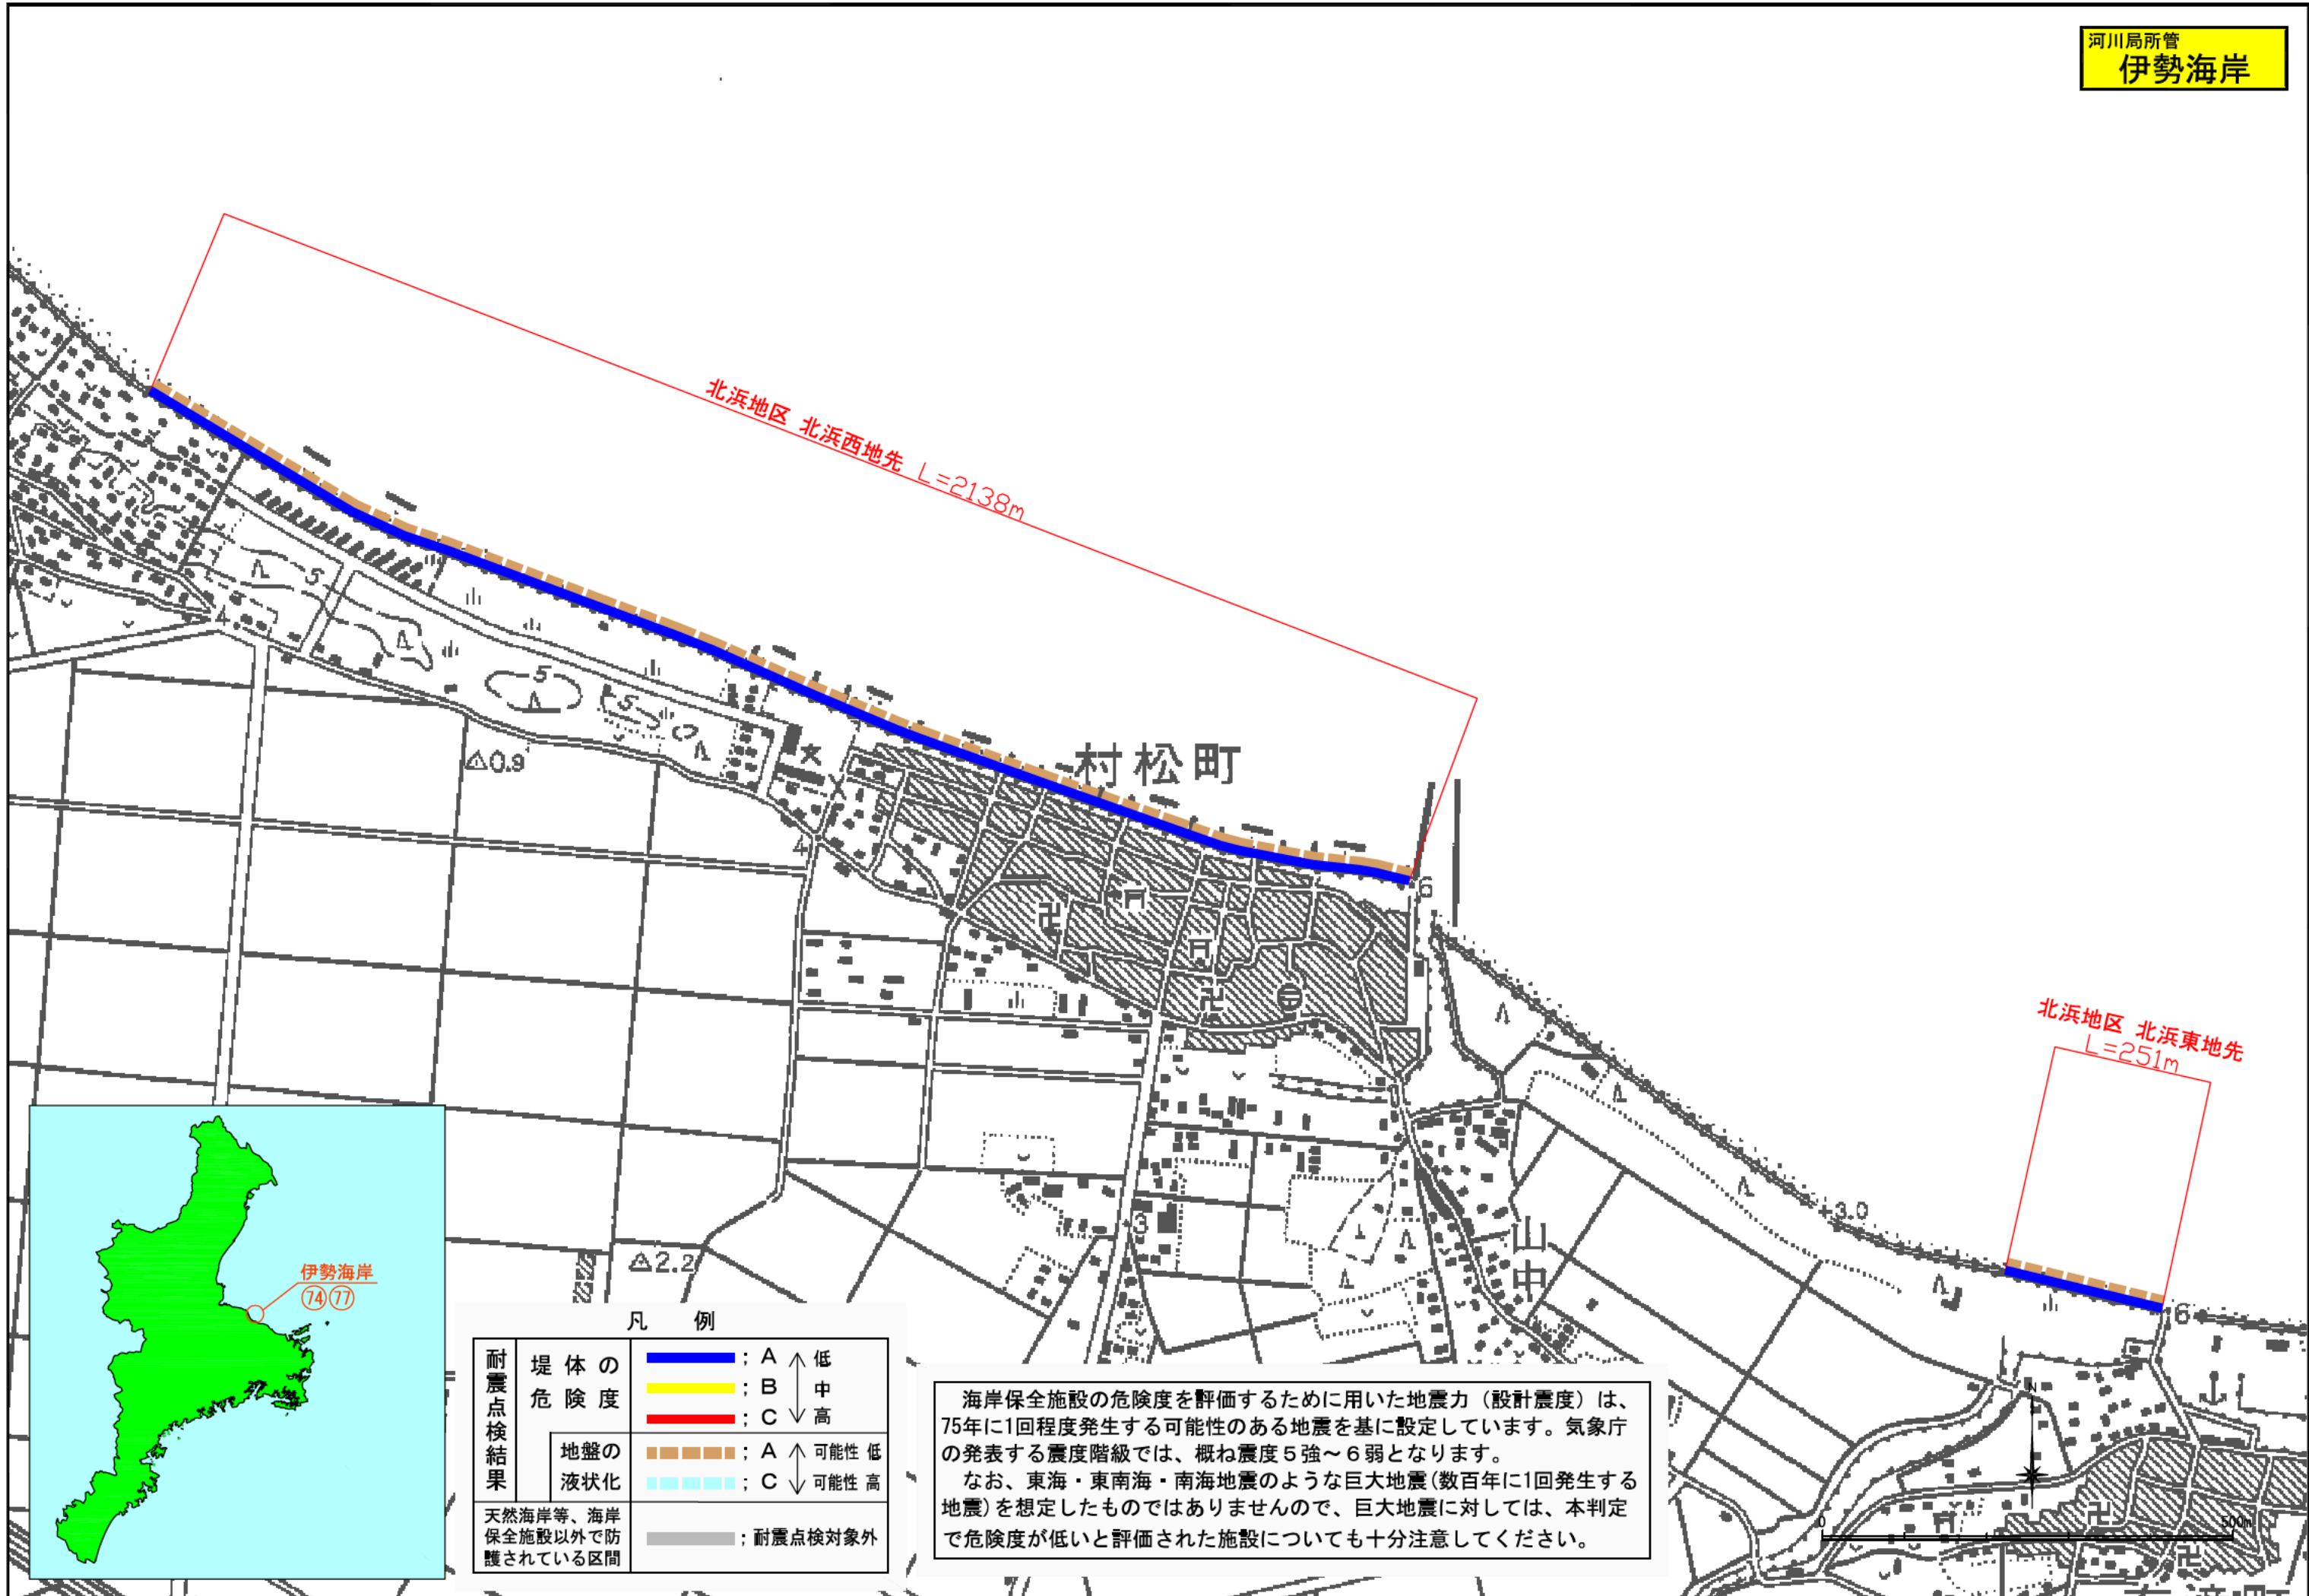 河川局所管
伊勢海岸
北浜地区 北浜西地先 L=2138m
村松町
5
4
5
5
△0.9
文
4
6
北浜地区 北浜東地先
L=251m
+3.0
6
△2.2
3
山中
伊勢海岸
㊴㊷
凡 例
耐震点検結果
堤体の
危険度
; A 低
; B 中
; C 高
地盤の
液状化
; A 可能性 低
; C 可能性 高
天然海岸等、海岸
保全施設以外で防
護されている区間
; 耐震点検対象外
海岸保全施設の危険度を評価するために用いた地震力（設計震度）は、
75年に1回程度発生する可能性のある地震を基に設定しています。気象庁
の発表する震度階級では、概ね震度５強～６弱となります。
なお、東海・東南海・南海地震のような巨大地震(数百年に1回発生する
地震)を想定したものではありませんので、巨大地震に対しては、本判定
で危険度が低いと評価された施設についても十分注意してください。
N
0
500m